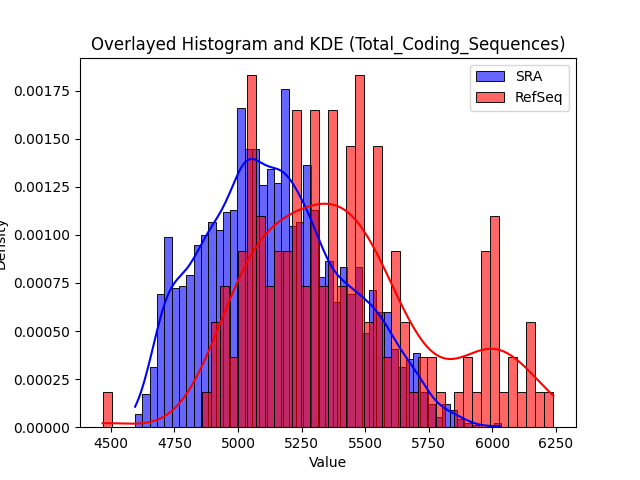 Overlayed Histogram and KDE (Total_Coding_Sequences)
SRA
RefSeq
0.00175
0.00150
0.00125
0.00100
0.00075
0.00050
0.00025
0.00000
Density
4500 4750 5000 5250 5500 5750 6000 6250
Value